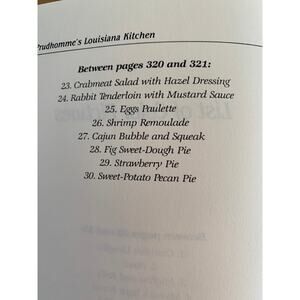 Prudhomme's Louisiana Kitchen
Between pages 320 and 321:
23. Crabmeat Salad with Hazel Dressing
24. Rabbit Tenderloin with Mustard Sauce
25. Eggs Paulette
26. Shrimp Remoulade
27. Cajun Bubble and Squeak
28. Fig Sweet-Dough Pie
29. Strawberry Pie
30. Sweet-Potato Pecan Pie